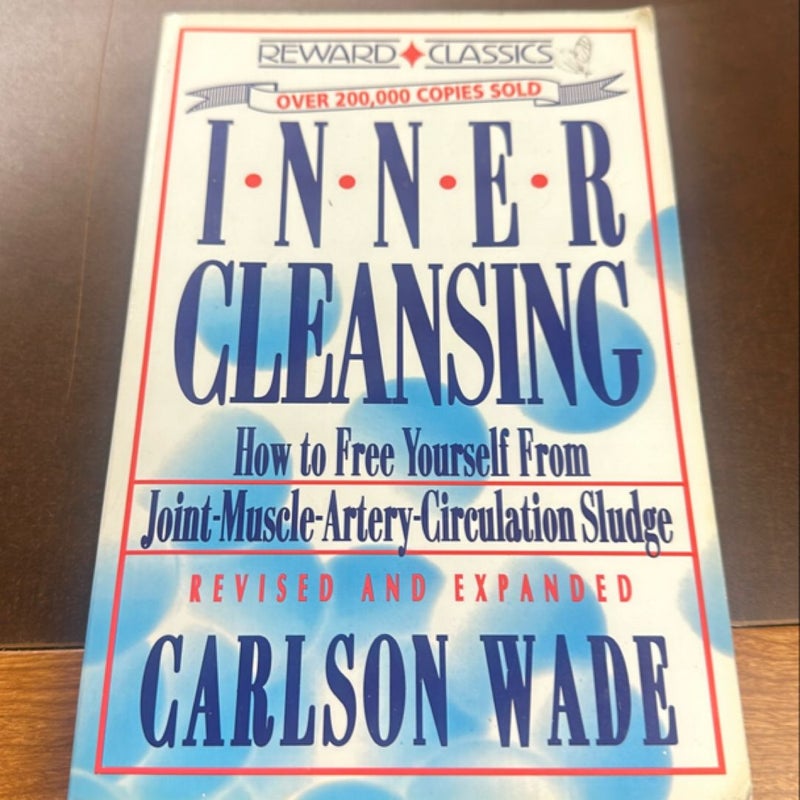 REWARD CLASSICS
OVER 200,000 COPIES SOLD
I·N·N·E·R
CLEANSING
How to Free Yourself From
Joint-Muscle-Artery-Circulation Sludge
REVISED AND EXPANDED
CARLSON WADE